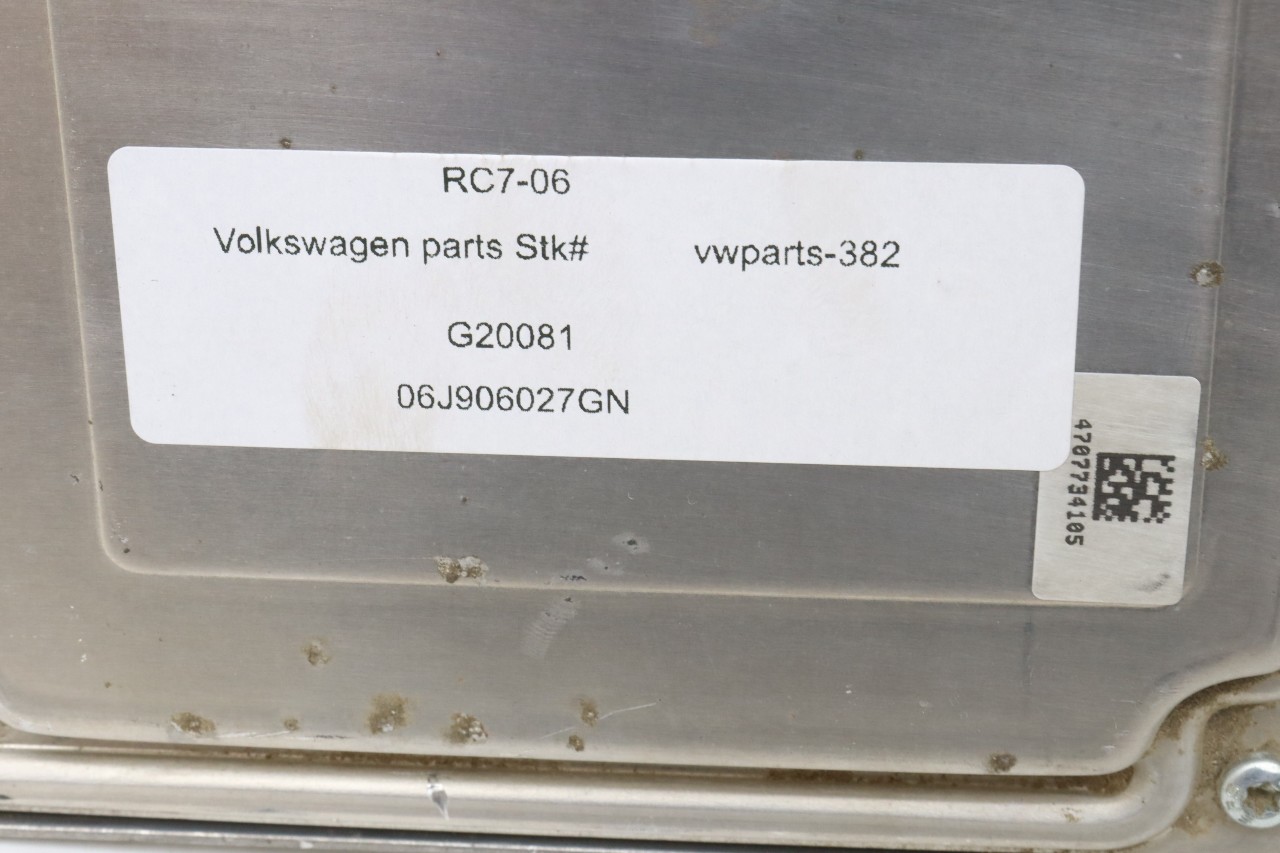 RC7-06
Volkswagen parts Stk# vwparts-382
G20081
06J906027GN
4707734105